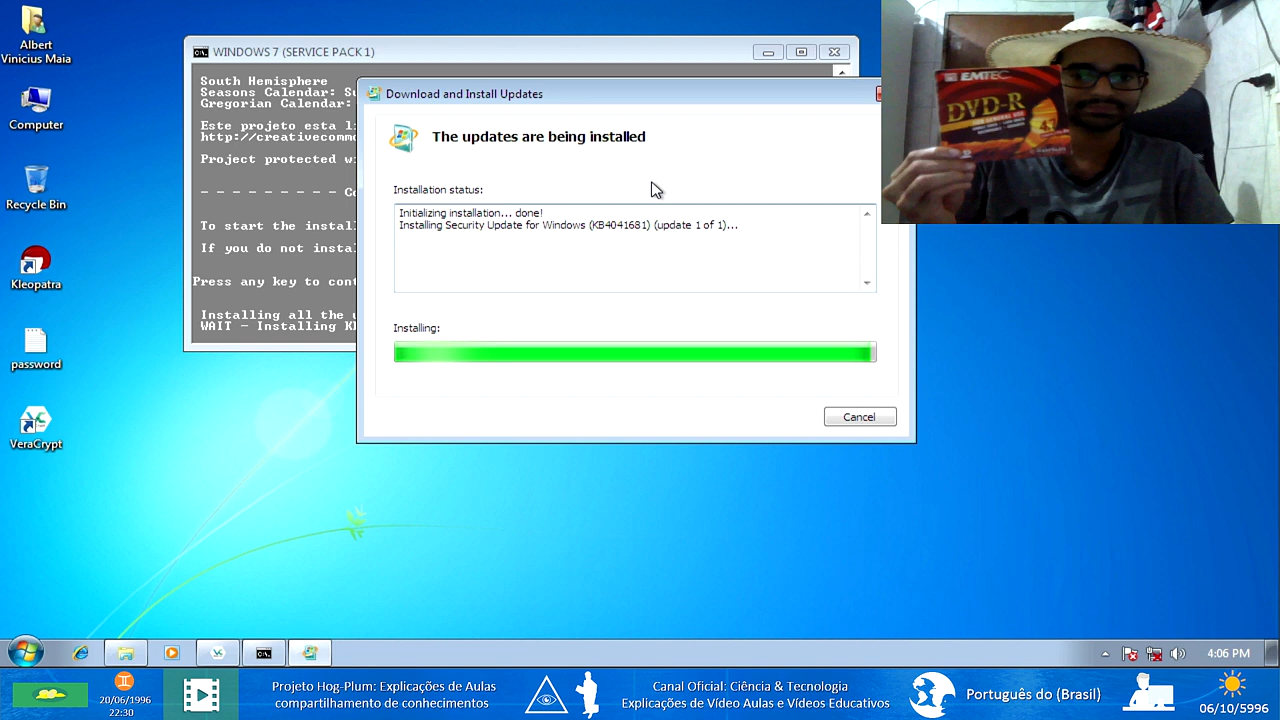 Albert
Vinicius Maia
Computer
Recycle Bin
Kleopatra
password
VeraCrypt
WINDOWS 7 (SERVICE PACK 1)
South Hemisphere
Seasons Calendar:
Gregorian Calendar:
Este projeto esta
http://creativecommo
Project protected
To start the instal
If you do not insta
Press any key to cont
Installing all the
WAIT - Installing
Download and Install Updates
The updates are being installed
Installation status:
Initializing installation... done!
Installing Security Update for Windows (KB4041681) (update 1 of 1)...
Installing:
Cancel
EMTEC
DVD-R
4x
4:06 PM
20/06/1996
22:30
Projeto Hog-Plum: Explicações de Aulas
compartilhamento de conhecimentos
Canal Oficial: Ciência & Tecnologia
Explicações de Vídeo Aulas e Vídeos Educativos
Português do (Brasil)
06/10/5996